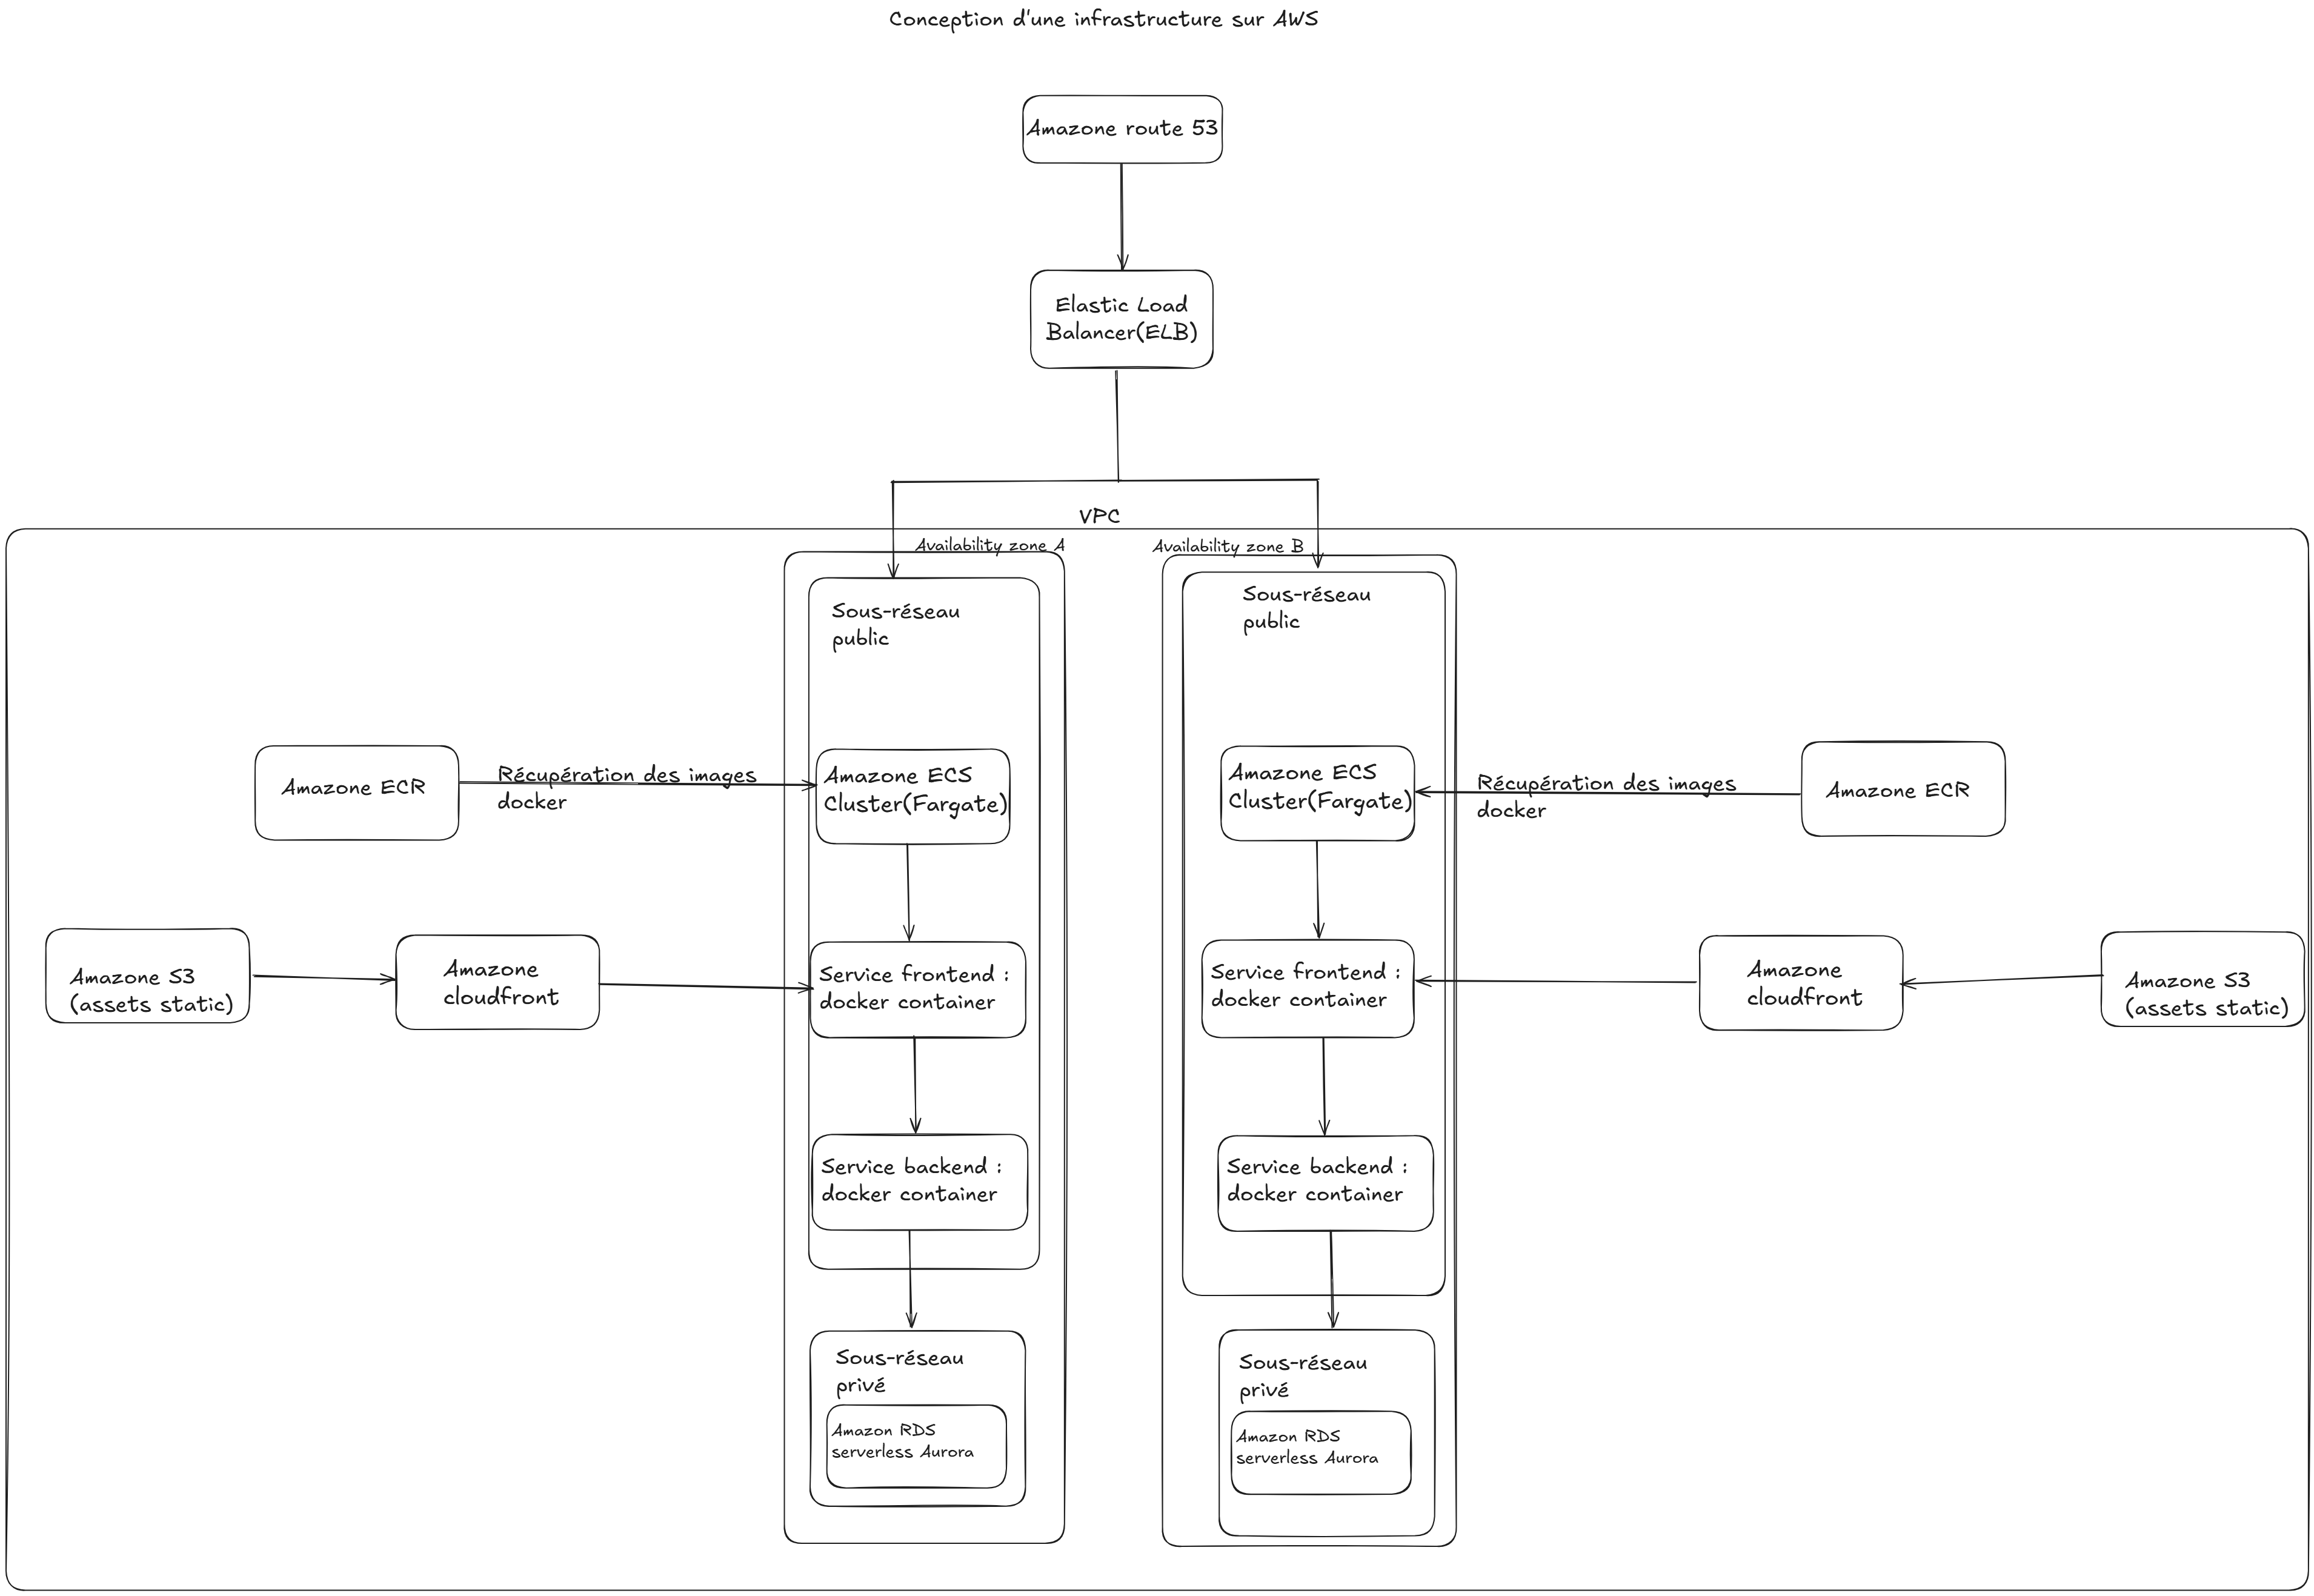 Conception d'une infrastructure sur AWS
Amazone route 53
Elastic Load
Balancer(ELB)
VPC
Availability zone A
Availability zone B
Sous-réseau
public
Sous-réseau
public
Amazone ECR
Récupération des images
docker
Amazone ECS
Cluster(Fargate)
Amazone ECS
Cluster(Fargate)
Récupération des images
docker
Amazone ECR
Amazone S3
(assets static)
Amazone
cloudfront
Service frontend :
docker container
Service frontend :
docker container
Amazone
cloudfront
Amazone S3
(assets static)
Service backend :
docker container
Service backend :
docker container
Sous-réseau
privé
Amazon RDS
serverless Aurora
Sous-réseau
privé
Amazon RDS
serverless Aurora